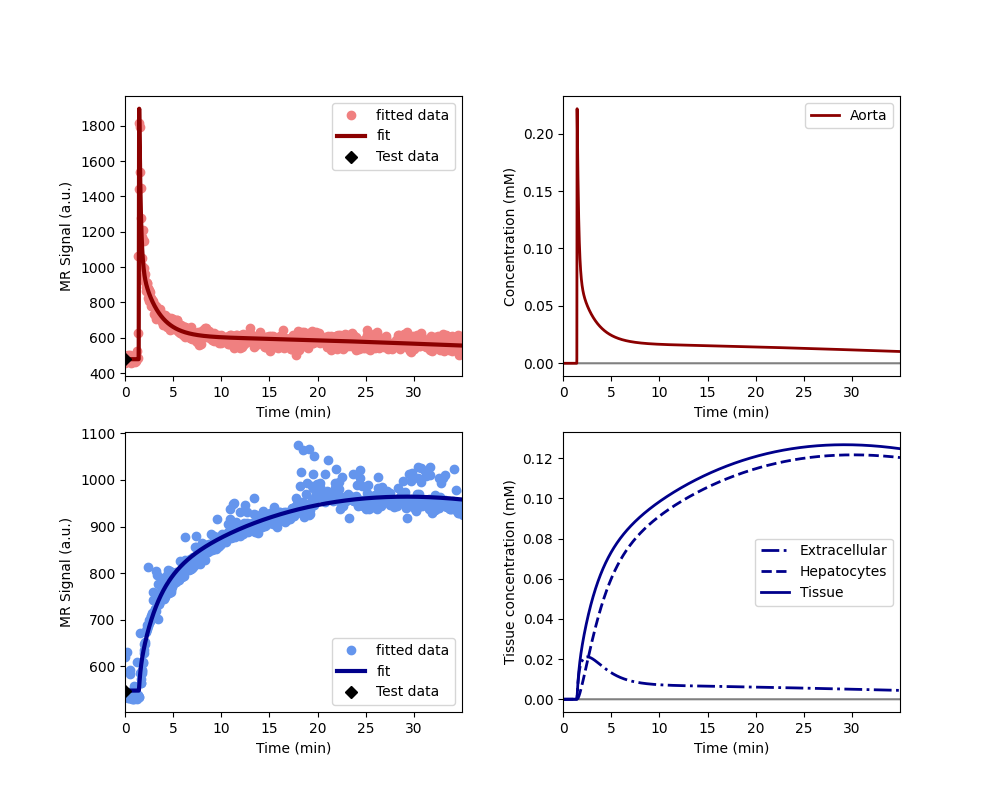 MR Signal (a.u.)
1800
1600
1400
1200
1000
800
600
400
0 5 10 15 20 25 30
Time (min)
fitted data
fit
Test data
Concentration (mM)
0.20
0.15
0.10
0.05
0.00
0 5 10 15 20 25 30
Time (min)
Aorta
MR Signal (a.u.)
1100
1000
900
800
700
600
0 5 10 15 20 25 30
Time (min)
fitted data
fit
Test data
Tissue concentration (mM)
0.12
0.10
0.08
0.06
0.04
0.02
0.00
0 5 10 15 20 25 30
Time (min)
Extracellular
Hepatocytes
Tissue